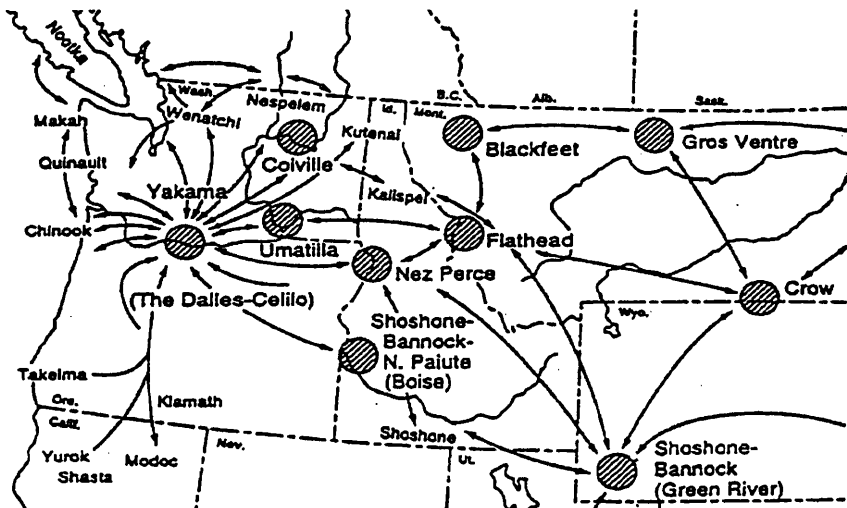 Nootka
Wash.
B.C.
Alb.
Sask.
Id.
Mont.
Makah
Wenatchi
Nespelem
Kutenai
Blackfeet
Gros Ventre
Quinault
Colville
Yakama
Kalispel
Chinook
Umatilla
Flathead
Nez Perce
Crow
(The Dalles-Celilo)
Wyo.
Shoshone-
Bannock-
N. Paiute
(Boise)
Takelma
Klamath
Ore.
Calif.
Nev.
Shoshone
Ut.
Yurok
Shasta
Modoc
Shoshone-
Bannock
(Green River)